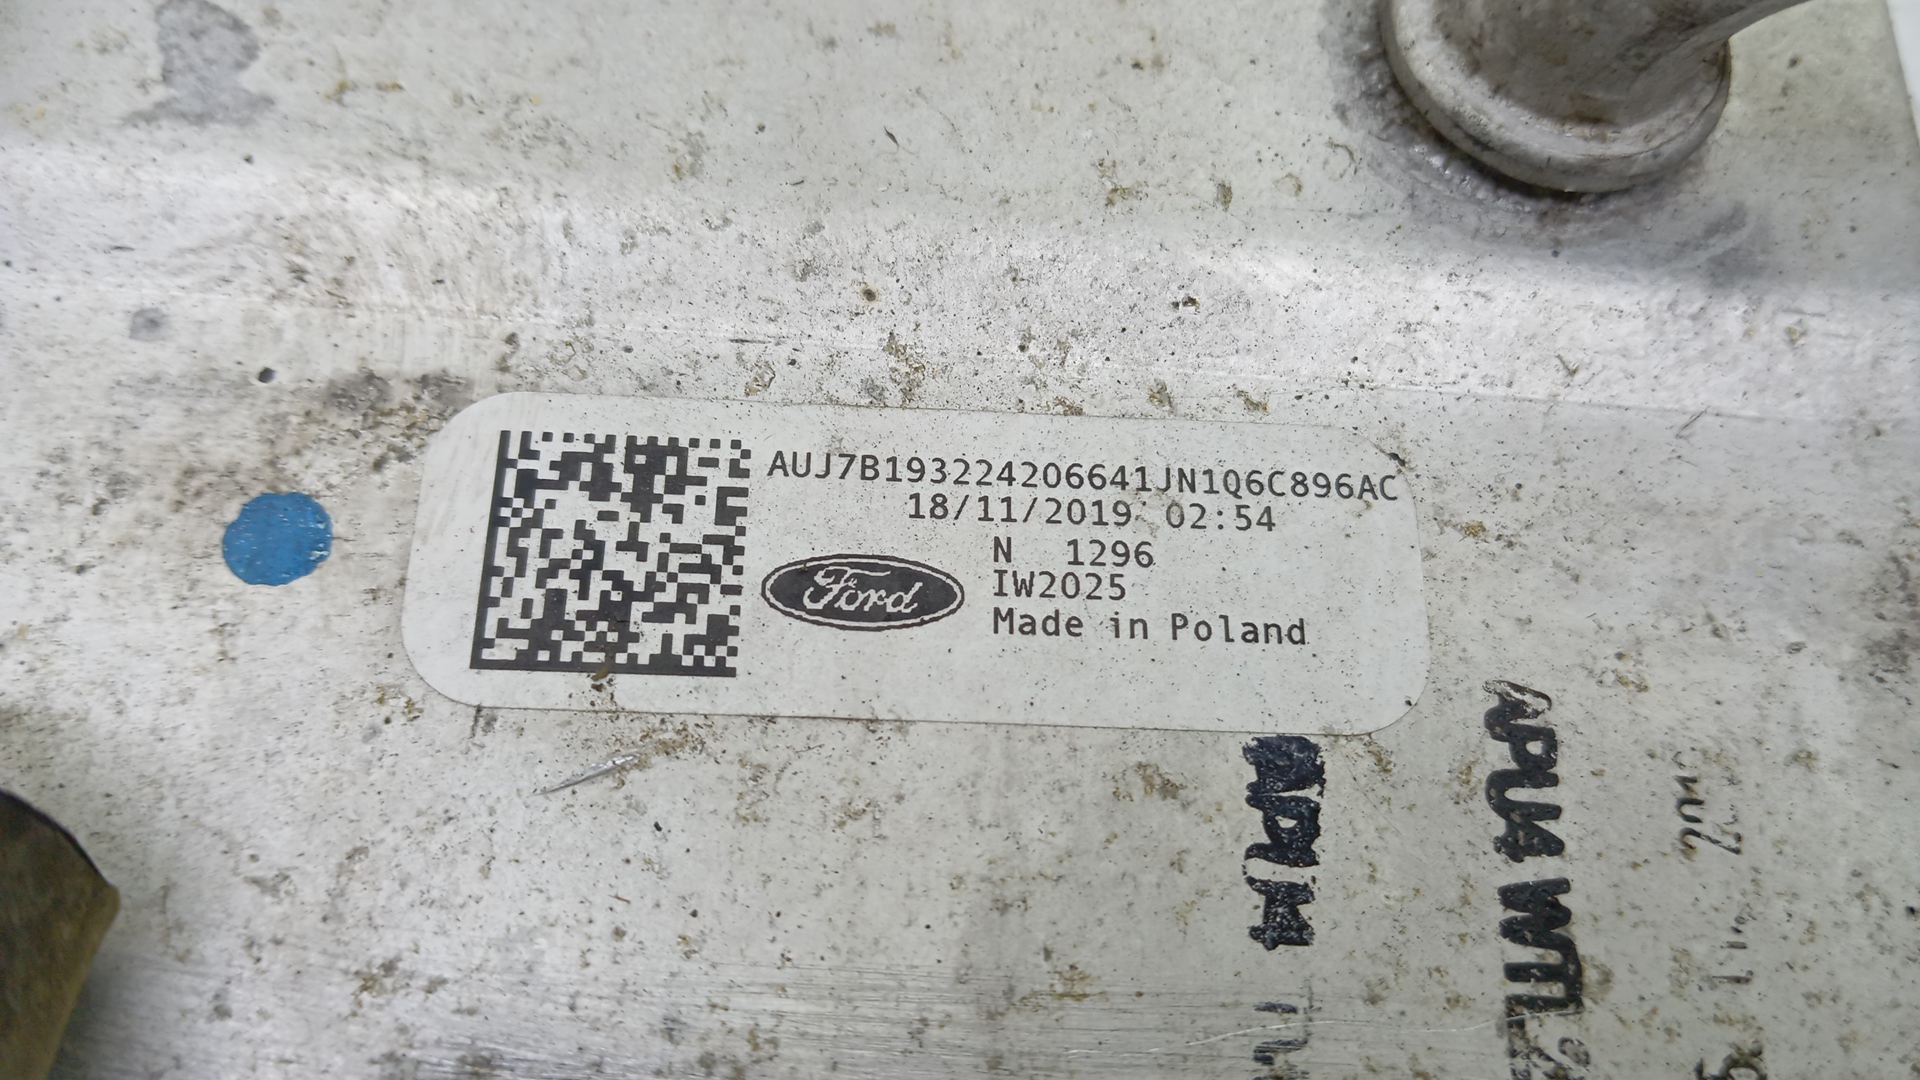 AUJ7B193224206641JN1Q6C896AC
18/11/2019 02:54
N 1296
Ford
IW2025
Made in Poland